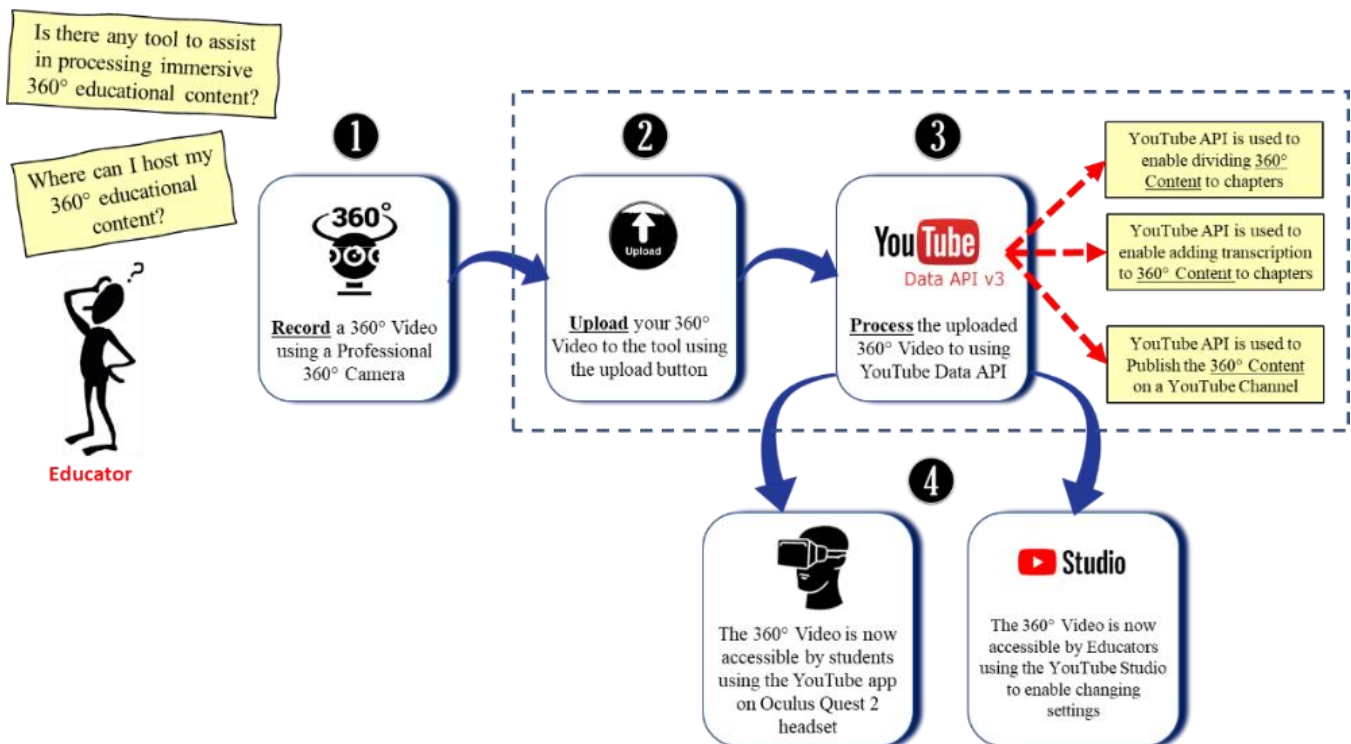 Is there any tool to assist
in processing immersive
360° educational content?
Where can I host my
360° educational
content?
Educator
1
360°
Record a 360° Video
using a Professional
360° Camera
2
Upload
Upload your 360°
Video to the tool using
the upload button
3
YouTube
Data API v3
Process the uploaded
360° Video to using
YouTube Data API
YouTube API is used to
enable dividing 360°
Content to chapters
YouTube API is used to
enable adding transcription
to 360° Content to chapters
YouTube API is used to
Publish the 360° Content
on a YouTube Channel
4
The 360° Video is now
accessible by students
using the YouTube app
on Oculus Quest 2
headset
Studio
The 360° Video is now
accessible by Educators
using the YouTube Studio
to enable changing
settings
?